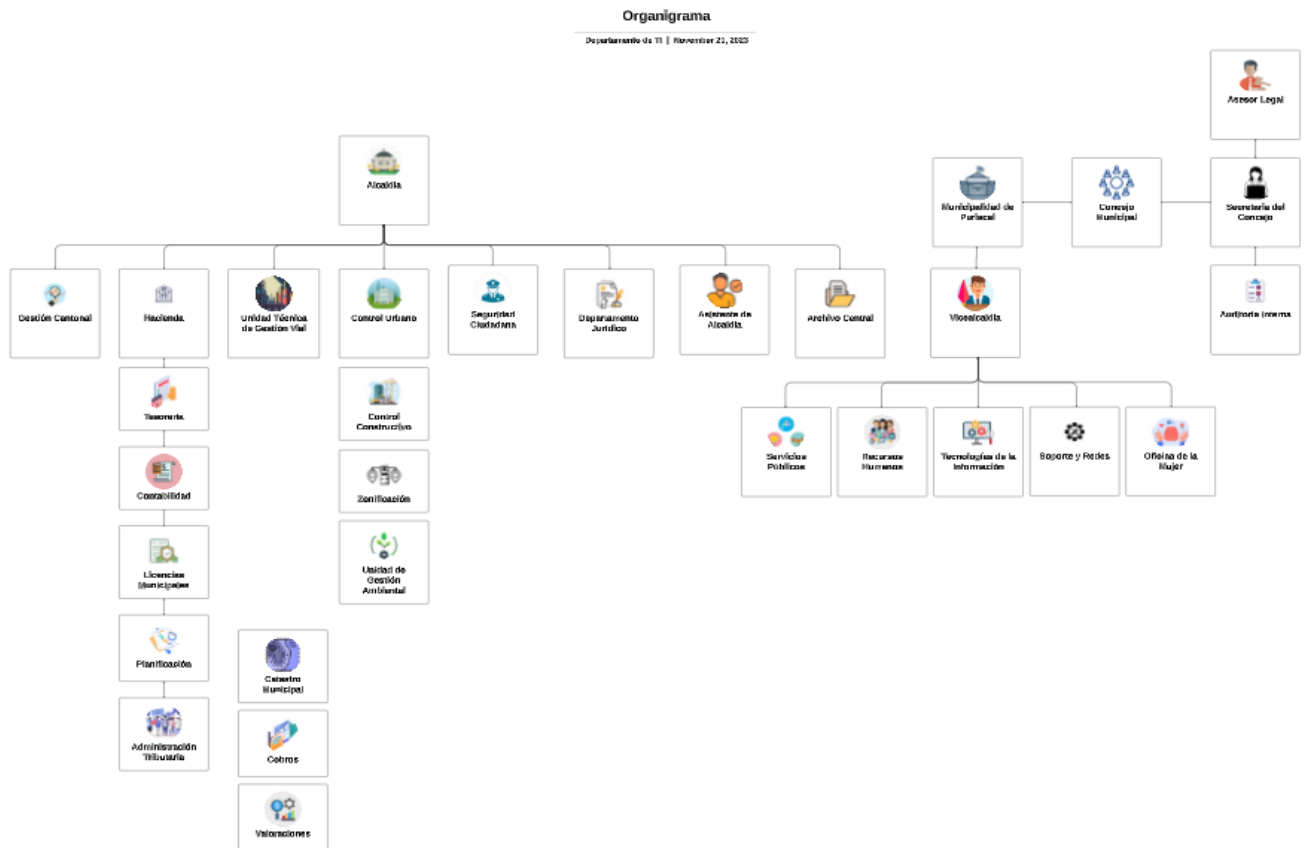 Organigrama
Departamento de TI | November 21, 2023
Asesor Legal
Alcaldía
Municipalidad de
Puriscal
Concejo
Municipal
Secretaria del
Concejo
Gestión Cantonal
Hacienda
Unidad Técnica
de Gestión Vial
Control Urbano
Seguridad
Ciudadana
Departamento
Jurídico
Asistente de
Alcaldía
Archivo Central
Vicealcaldía
Auditoría Interna
Tesorería
Control
Constructivo
Servicios
Públicos
Recursos
Humanos
Tecnologías de la
Información
Soporte y Redes
Oficina de la
Mujer
Contabilidad
Zonificación
Licencias
Municipales
Unidad de
Gestión
Ambiental
Planificación
Catastro
Municipal
Administración
Tributaria
Cobros
Valoraciones